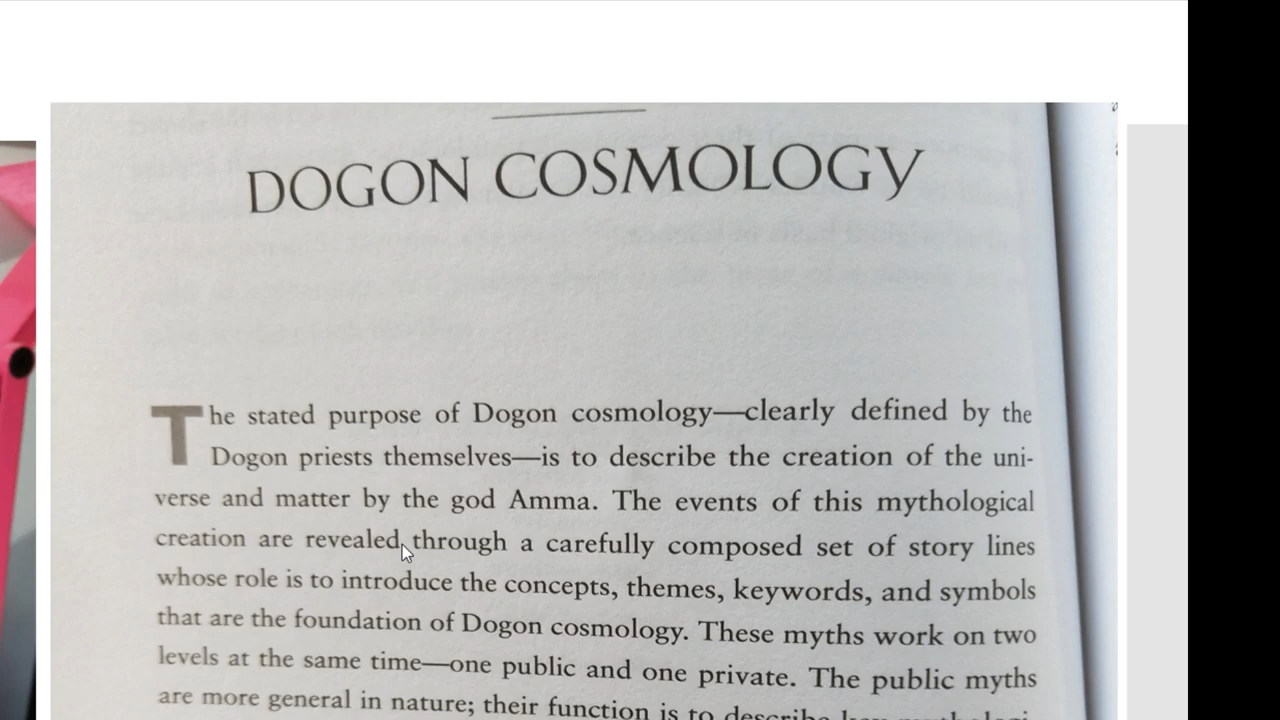 DOGON COSMOLOGY
The stated purpose of Dogon cosmology—clearly defined by the
Dogon priests themselves—is to describe the creation of the uni-
verse and matter by the god Amma. The events of this mythological
creation are revealed through a carefully composed set of story lines
whose role is to introduce the concepts, themes, keywords, and symbols
that are the foundation of Dogon cosmology. These myths work on two
levels at the same time—one public and one private. The public myths
are more general in nature; their function is to describe key mythologi-